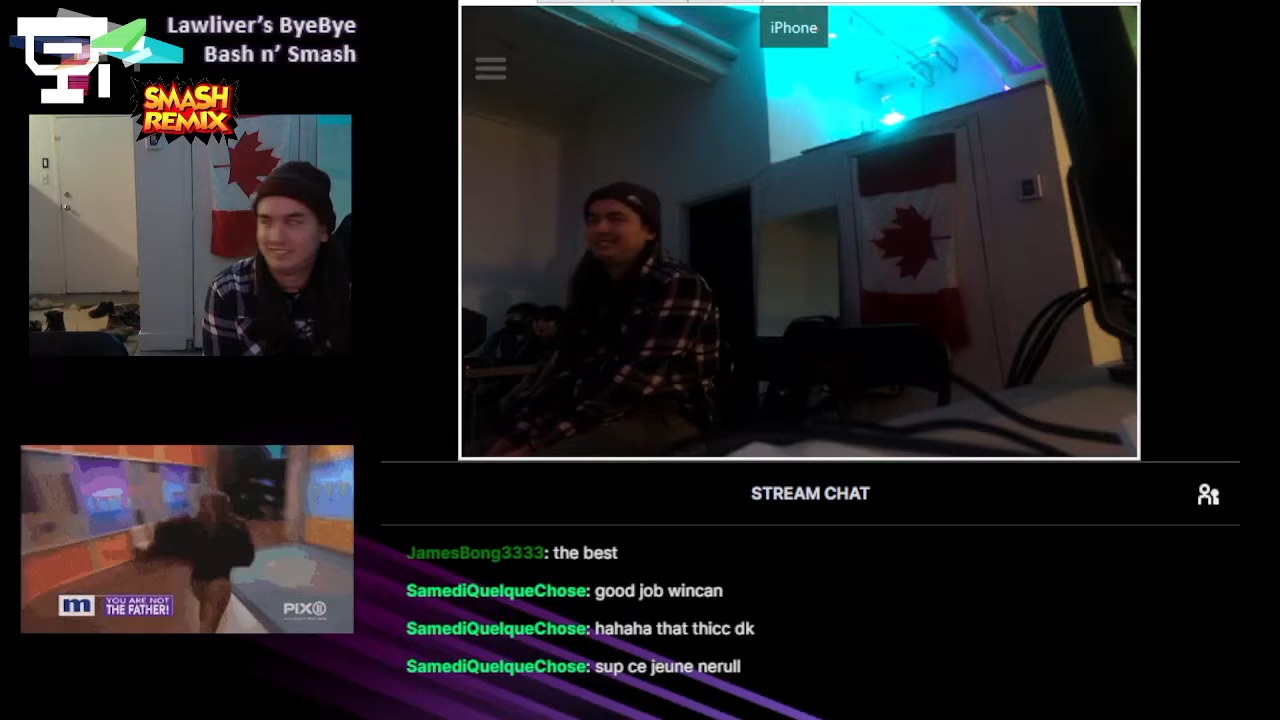 Lawliver's ByeBye
Bash n' Smash
SMASH
REMIX
iPhone
STREAM CHAT
JamesBong3333: the best
SamediQuelqueChose: good job wincan
SamediQuelqueChose: hahaha that thicc dk
SamediQuelqueChose: sup ce jeune nerull
m
YOU ARE NOT
THE FATHER!
PIX11